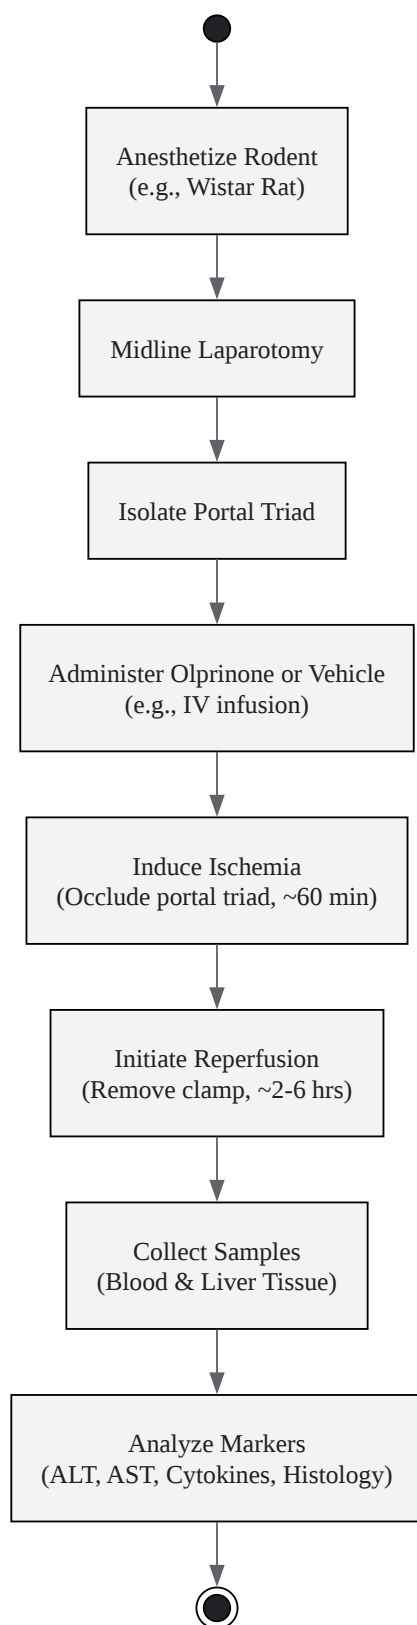 Anesthetize Rodent
(e.g., Wistar Rat)
Midline Laparotomy
Isolate Portal Triad
Administer Olprinone or Vehicle
(e.g., IV infusion)
Induce Ischemia
(Occlude portal triad, ~60 min)
Initiate Reperfusion
(Remove clamp, ~2-6 hrs)
Collect Samples
(Blood & Liver Tissue)
Analyze Markers
(ALT, AST, Cytokines, Histology)